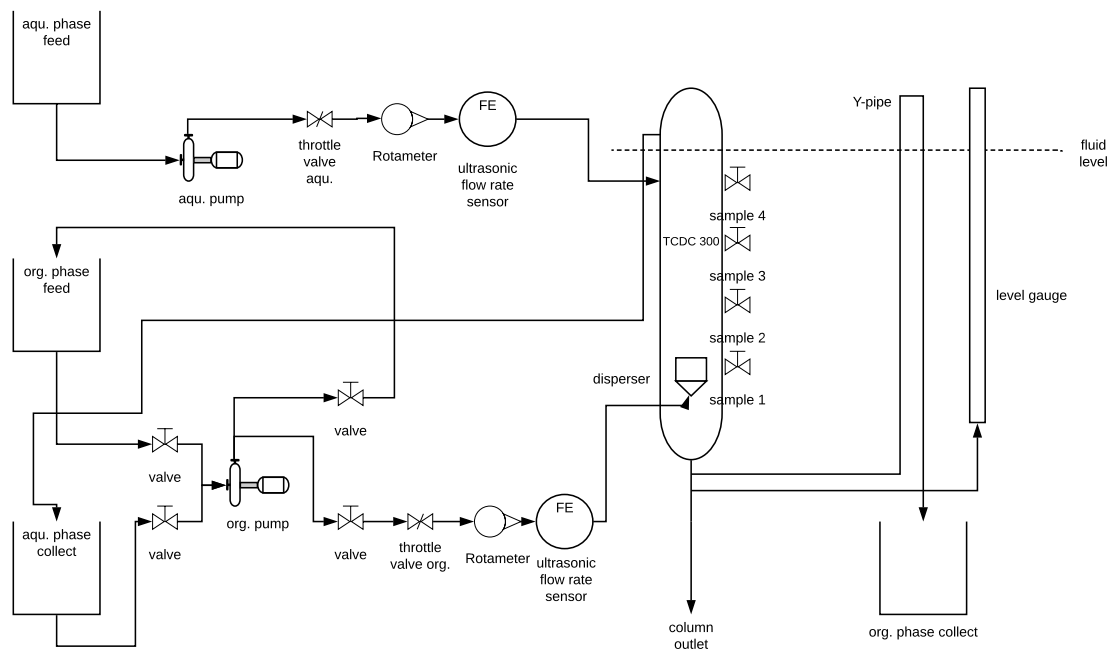 aqu. phase
feed
aqu. pump
throttle
valve
aqu.
Rotameter
FE
ultrasonic
flow rate
sensor
Y-pipe
fluid
level
sample 4
TCDC 300
sample 3
level gauge
sample 2
disperser
sample 1
org. phase
feed
valve
valve
org. pump
aqu. phase
collect
valve
valve
throttle
valve org.
Rotameter
FE
ultrasonic
flow rate
sensor
column
outlet
org. phase collect